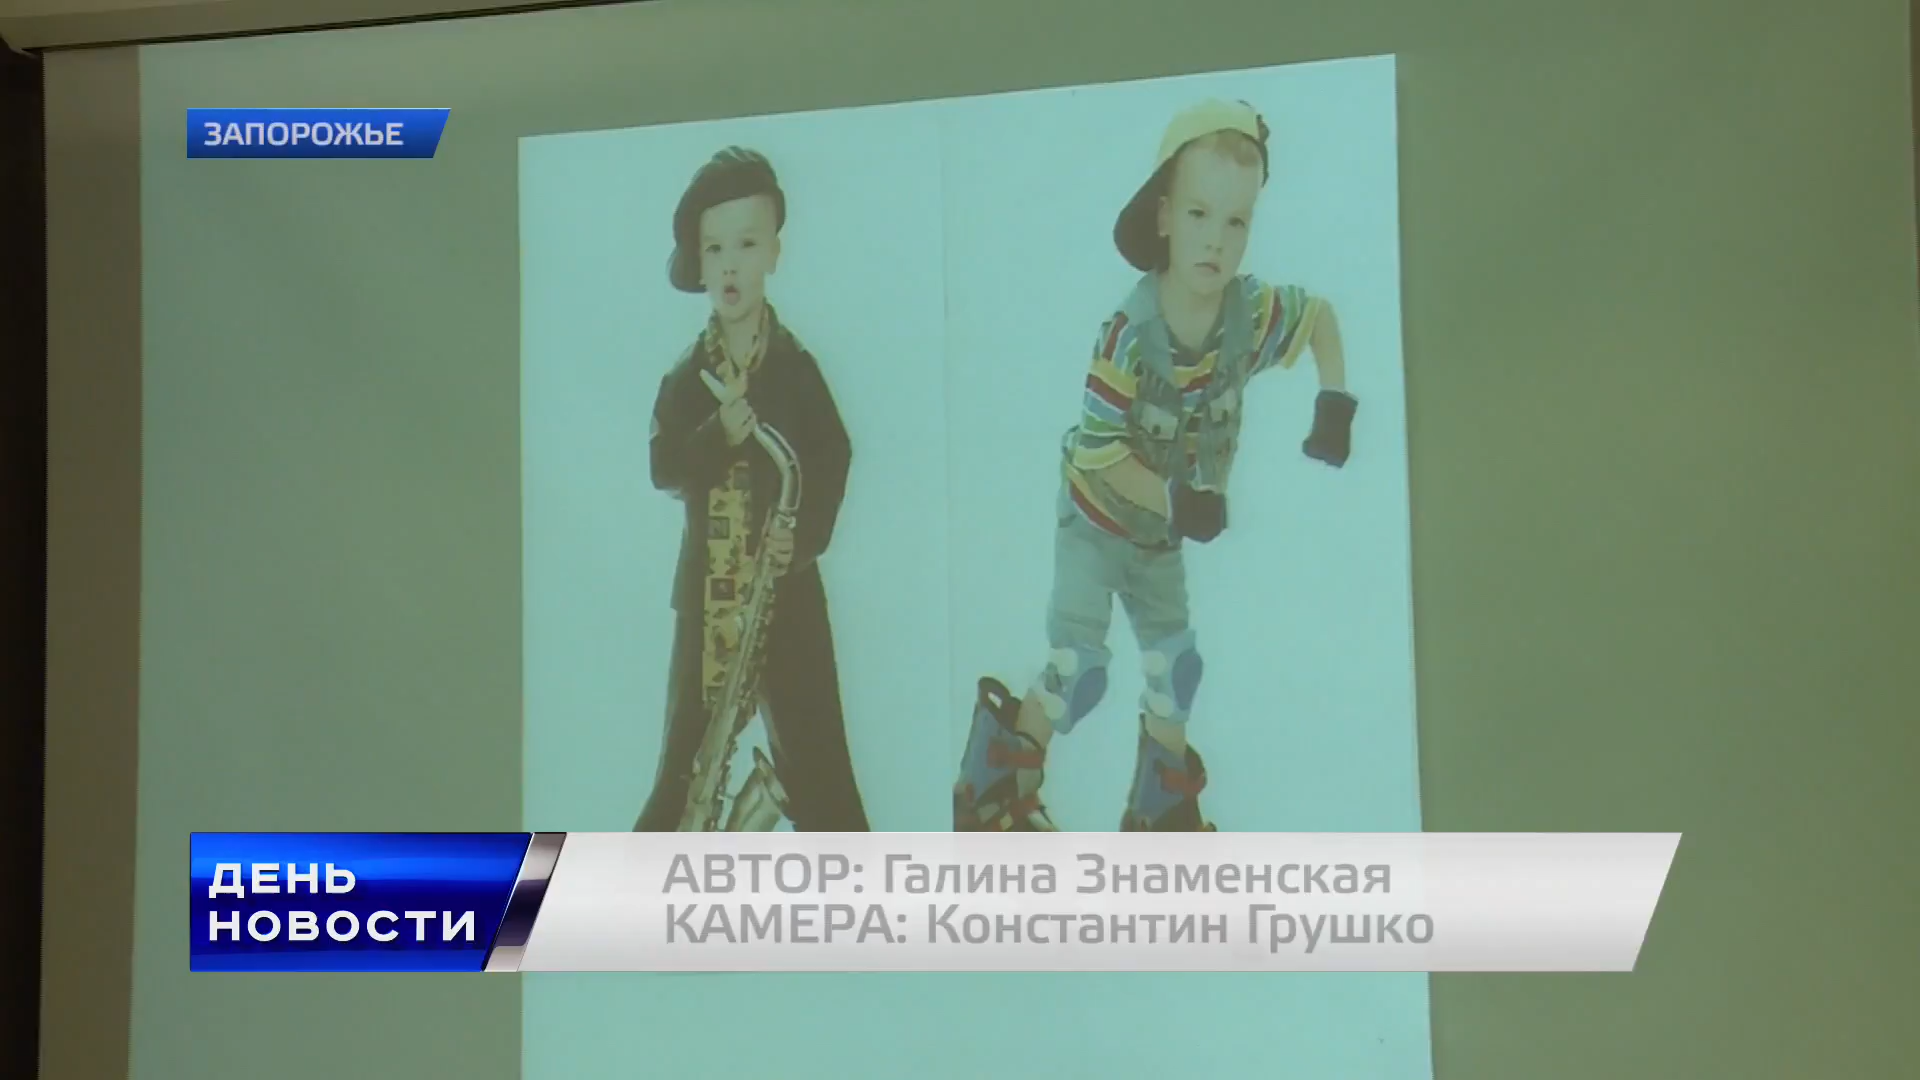 ЗАПОРОЖЬЕ
ДЕНЬ
НОВОСТИ
АВТОР: Галина Знаменская
КАМЕРА: Константин Грушко